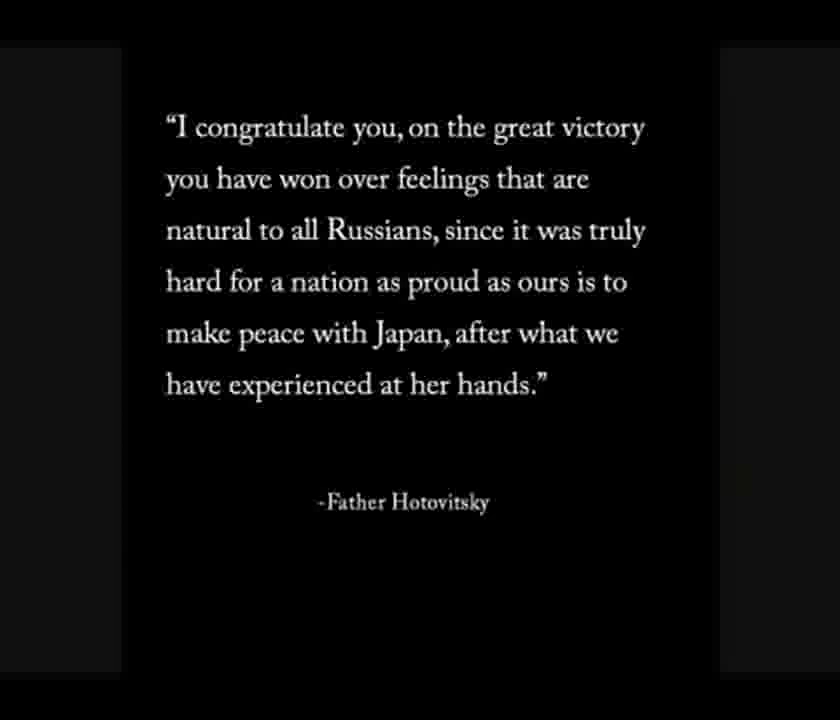 “I congratulate you, on the great victory
you have won over feelings that are
natural to all Russians, since it was truly
hard for a nation as proud as ours is to
make peace with Japan, after what we
have experienced at her hands.”
-Father Hotovitsky